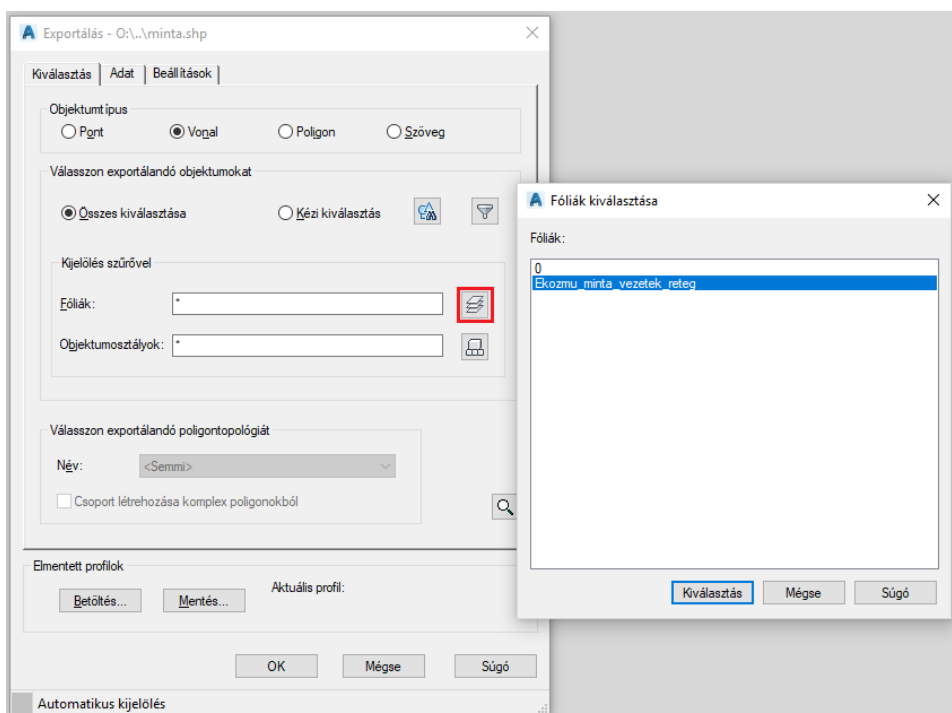 Exportálás - O:\..\minta.shp
Kiválasztás
Adat
Beállítások
Objektumtípus
Pont
Vonal
Poligon
Szöveg
Válasszon exportálandó objektumokat
Összes kiválasztása
Kézi kiválasztás
Kijelölés szűrővel
Fóliák:
*
Objektumosztályok:
*
Válasszon exportálandó poligontopológiát
Név:
<Semmi>
Csoport létrehozása komplex poligonokból
Elmentett profilok
Betöltés...
Mentés...
Aktuális profil:
OK
Mégse
Súgó
Automatikus kijelölés
Fóliák kiválasztása
Fóliák:
0
Ekozmu_minta_vezetek_reteg
Kiválasztás
Mégse
Súgó